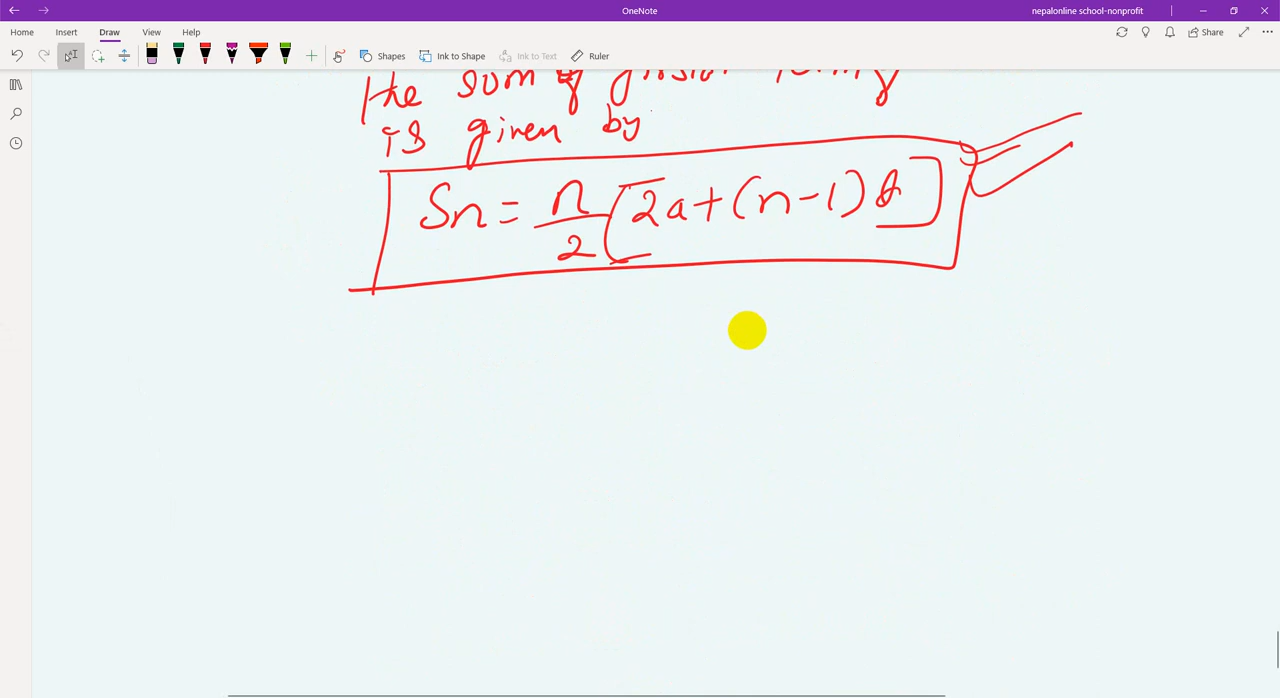 OneNote
nepalonline school-nonprofit
Home Insert Draw View Help
Share
Shapes Ink to Shape Ink to Text Ruler
The sum of
is given by
Sn = n/2 [2a+(n-1)d]